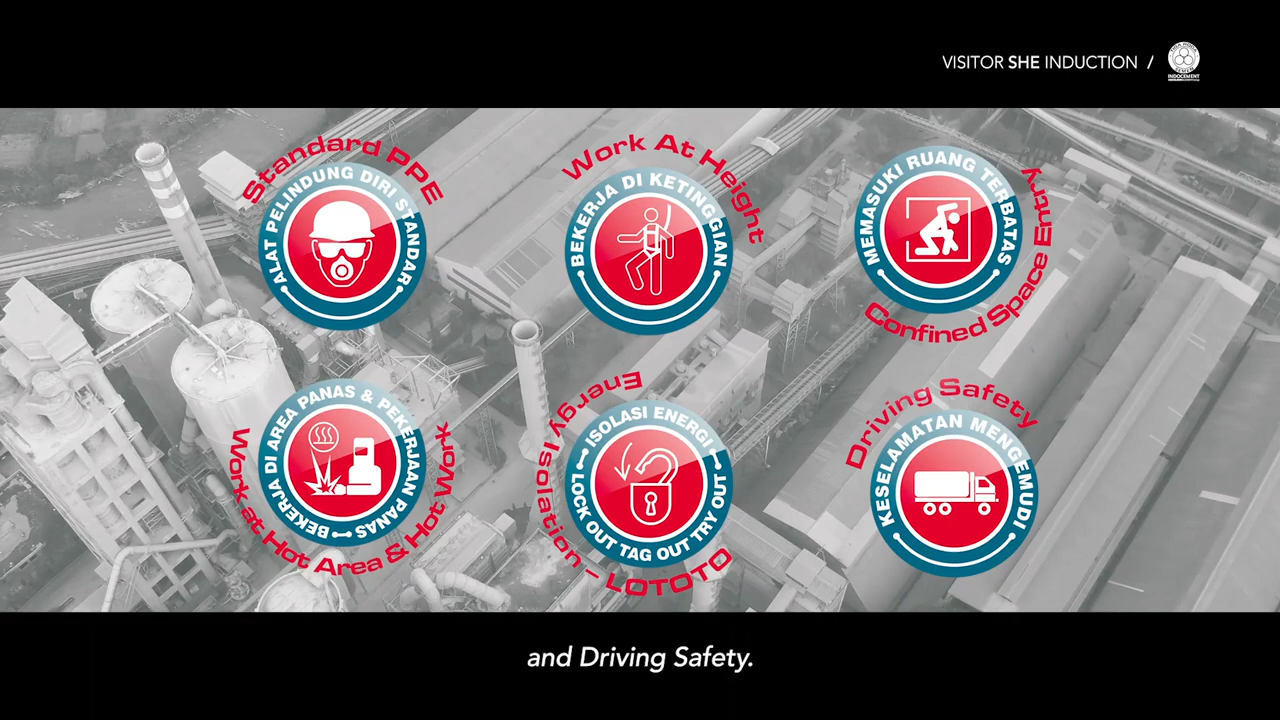 VISITOR SHE INDUCTION /
INDOCEMENT
Standard PPE
ALAT PELINDUNG DIRI STANDAR
Work At Height
BEKERJA DI KETINGGIAN
MEMASUKI RUANG TERBATAS
Confined Space Entry
BEKERJA DI AREA PANAS & PEKERJAAN PANAS
Work at Hot Area & Hot Work
ISOLASI ENERGI
LOCK OUT TAG OUT TRY OUT
Energy Isolation - LOTOTO
Driving Safety
KESELAMATAN MENGEMUDI
and Driving Safety.